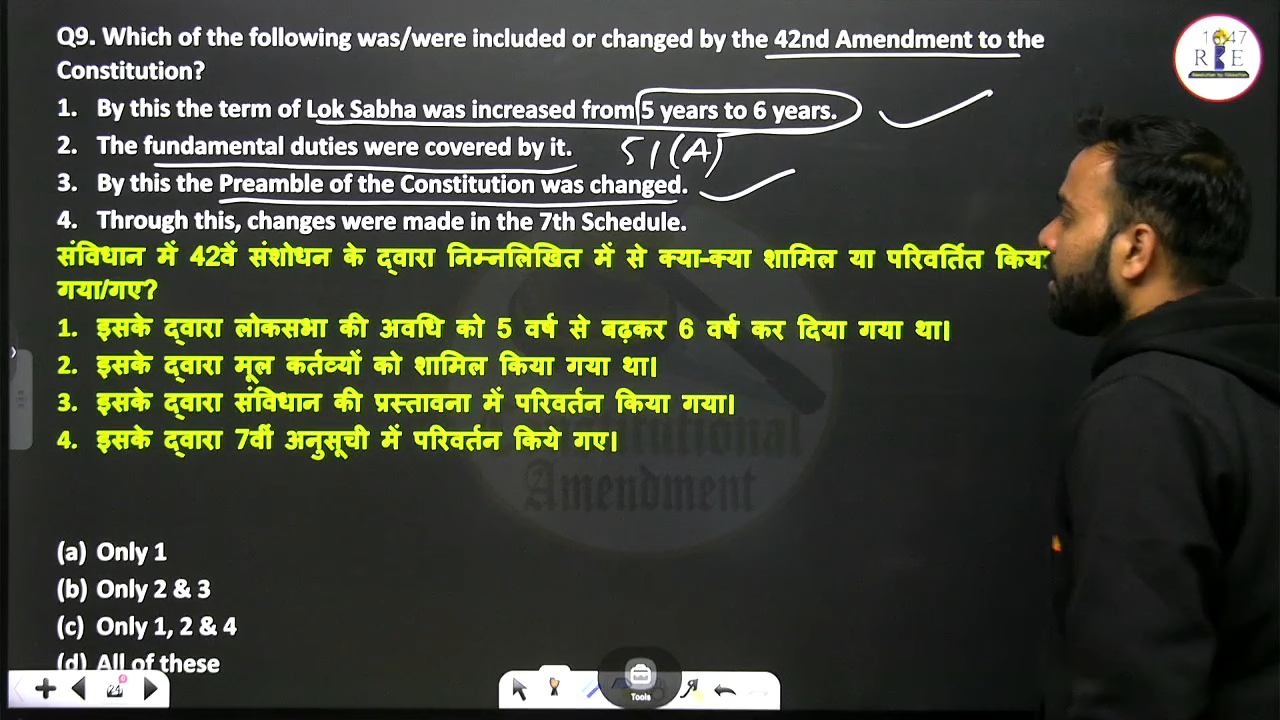 Q9. Which of the following was/were included or changed by the 42nd Amendment to the
Constitution?
1. By this the term of Lok Sabha was increased from 5 years to 6 years.
2. The fundamental duties were covered by it. 51(A)
3. By this the Preamble of the Constitution was changed.
4. Through this, changes were made in the 7th Schedule.
संविधान में 42वें संशोधन के द्वारा निम्नलिखित में से क्या-क्या शामिल या परिवर्तित किया
गया/गए?
1. इसके द्वारा लोकसभा की अवधि को 5 वर्ष से बढ़कर 6 वर्ष कर दिया गया था।
2. इसके द्वारा मूल कर्तव्यों को शामिल किया गया था।
3. इसके द्वारा संविधान की प्रस्तावना में परिवर्तन किया गया।
4. इसके द्वारा 7वीं अनुसूची में परिवर्तन किये गए।
Amendment
(a) Only 1
(b) Only 2 & 3
(c) Only 1, 2 & 4
(d) All of these
R E
24
Tools